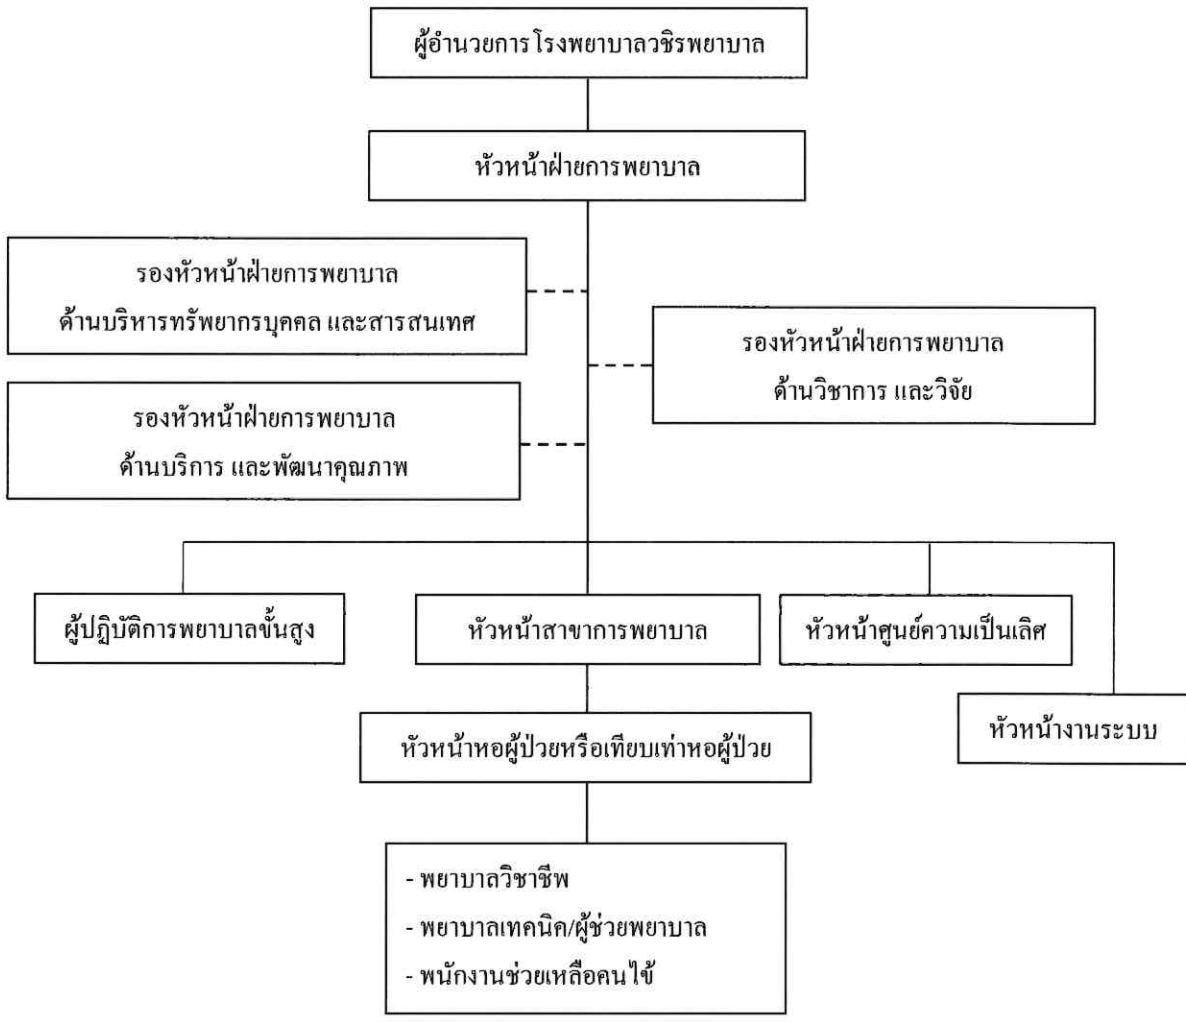 ผู้อำนวยการโรงพยาบาลวชิรพยาบาล
หัวหน้าฝ่ายการพยาบาล
รองหัวหน้าฝ่ายการพยาบาล
ด้านบริหารทรัพยากรบุคคล และสารสนเทศ
รองหัวหน้าฝ่ายการพยาบาล
ด้านวิชาการ และวิจัย
รองหัวหน้าฝ่ายการพยาบาล
ด้านบริการ และพัฒนาคุณภาพ
ผู้ปฏิบัติการพยาบาลขั้นสูง
หัวหน้าสาขาการพยาบาล
หัวหน้าศูนย์ความเป็นเลิศ
หัวหน้างานระบบ
หัวหน้าหอผู้ป่วยหรือเทียบเท่าหอผู้ป่วย
- พยาบาลวิชาชีพ
- พยาบาลเทคนิค/ผู้ช่วยพยาบาล
- พนักงานช่วยเหลือคนไข้